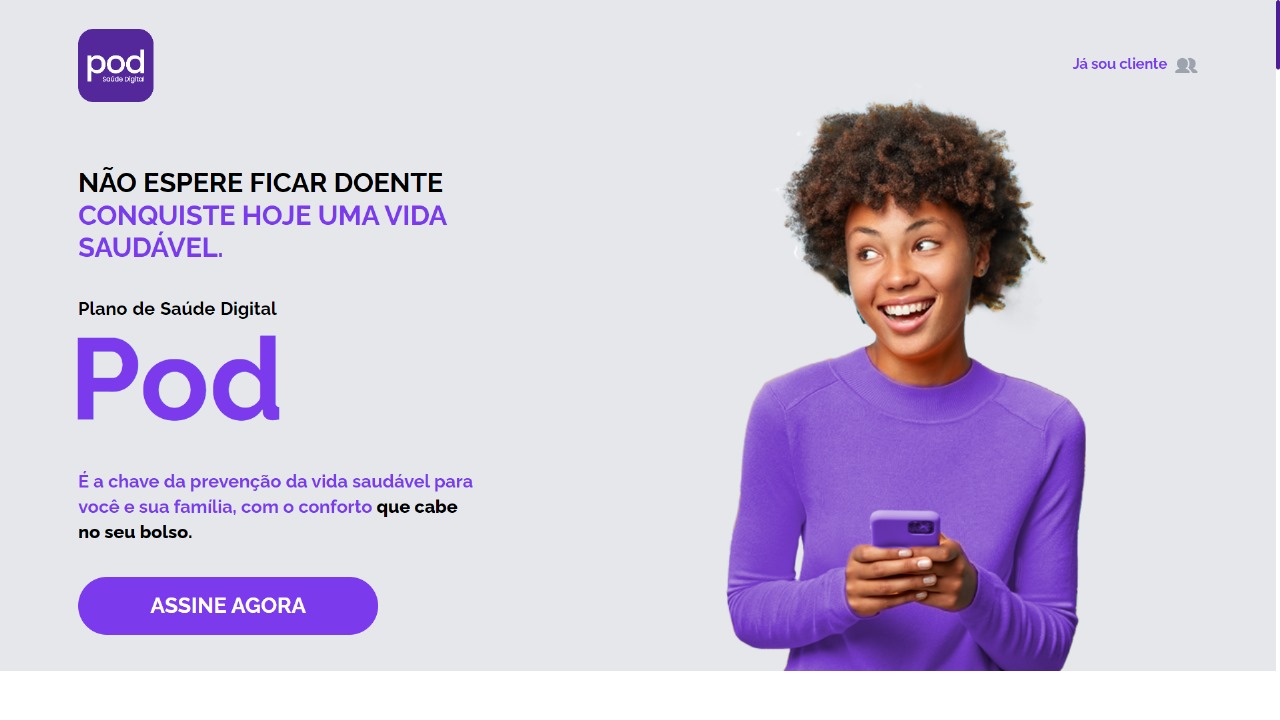 pod
Saúde Digital
Já sou cliente
NÃO ESPERE FICAR DOENTE
CONQUISTE HOJE UMA VIDA
SAUDÁVEL.
Plano de Saúde Digital
Pod
É a chave da prevenção da vida saudável para
você e sua família, com o conforto que cabe
no seu bolso.
ASSINE AGORA